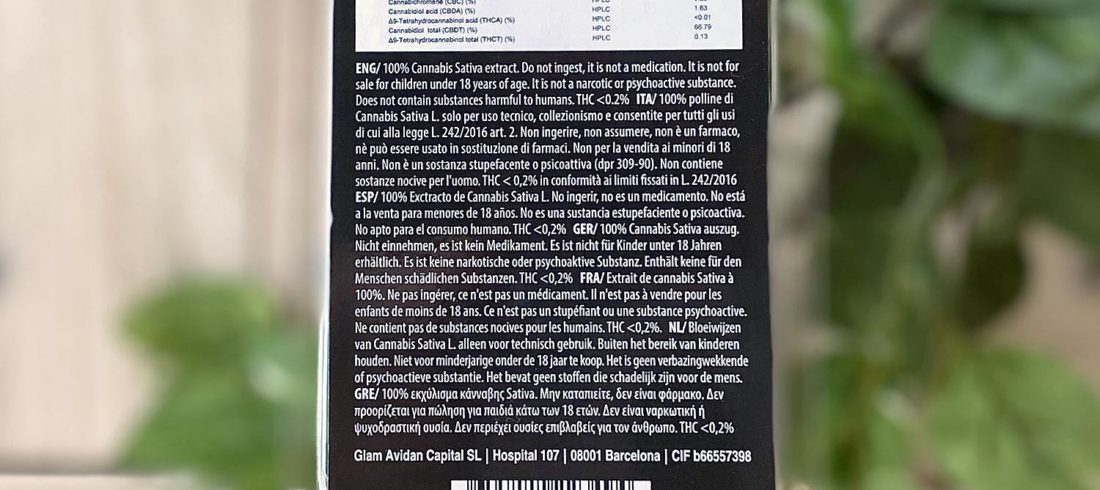 Cannabichromene (CBC) (%) HPLC
Cannabidiol acid (CBDA) (%) HPLC 1.63
Δ9-Tetrahydrocannabinol acid (THCA) (%) HPLC <0.01
Cannabidiol total (CBDT) (%) HPLC 66.79
Δ9-Tetrahydrocannabinol total (THCT) (%) HPLC 0.13
ENG/ 100% Cannabis Sativa extract. Do not ingest, it is not a medication. It is not for
sale for children under 18 years of age. It is not a narcotic or psychoactive substance.
Does not contain substances harmful to humans. THC <0.2% ITA/ 100% polline di
Cannabis Sativa L. solo per uso tecnico, collezionismo e consentite per tutti gli usi
di cui alla legge L. 242/2016 art. 2. Non ingerire, non assumere, non è un farmaco,
nè può essere usato in sostituzione di farmaci. Non per la vendita ai minori di 18
anni. Non è un sostanza stupefacente o psicoattiva (dpr 309-90). Non contiene
sostanze nocive per l'uomo. THC < 0,2% in conformità ai limiti fissati in L. 242/2016
ESP/ 100% Exctracto de Cannabis Sativa L. No ingerir, no es un medicamento. No está
a la venta para menores de 18 años. No es una sustancia estupefaciente o psicoactiva.
No apto para el consumo humano. THC <0,2% GER/ 100% Cannabis Sativa auszug.
Nicht einnehmen, es ist kein Medikament. Es ist nicht für Kinder unter 18 Jahren
erhältlich. Es ist keine narkotische oder psychoaktive Substanz. Enthält keine für den
Menschen schädlichen Substanzen. THC <0,2% FRA/ Extrait de cannabis Sativa à
100%. Ne pas ingérer, ce n'est pas un médicament. Il n'est pas à vendre pour les
enfants de moins de 18 ans. Ce n'est pas un stupéfiant ou une substance psychoactive.
Ne contient pas de substances nocives pour les humains. THC <0,2%. NL/ Bloeiwijzen
van Cannabis Sativa L. alleen voor technisch gebruik. Buiten het bereik van kinderen
houden. Niet voor minderjarige onder de 18 jaar te koop. Het is geen verbazingwekkende
of psychoactieve substantie. Het bevat geen stoffen die schadelijk zijn voor de mens.
GRE/ 100% εκχύλισμα κάνναβης Sativa. Μην καταπιείτε, δεν είναι φάρμακο. Δεν
προορίζεται για πώληση για παιδιά κάτω των 18 ετών. Δεν είναι ναρκωτική ή
ψυχοδραστική ουσία. Δεν περιέχει ουσίες επιβλαβείς για τον άνθρωπο. THC <0,2%
Glam Avidan Capital SL | Hospital 107 | 08001 Barcelona | CIF b66557398